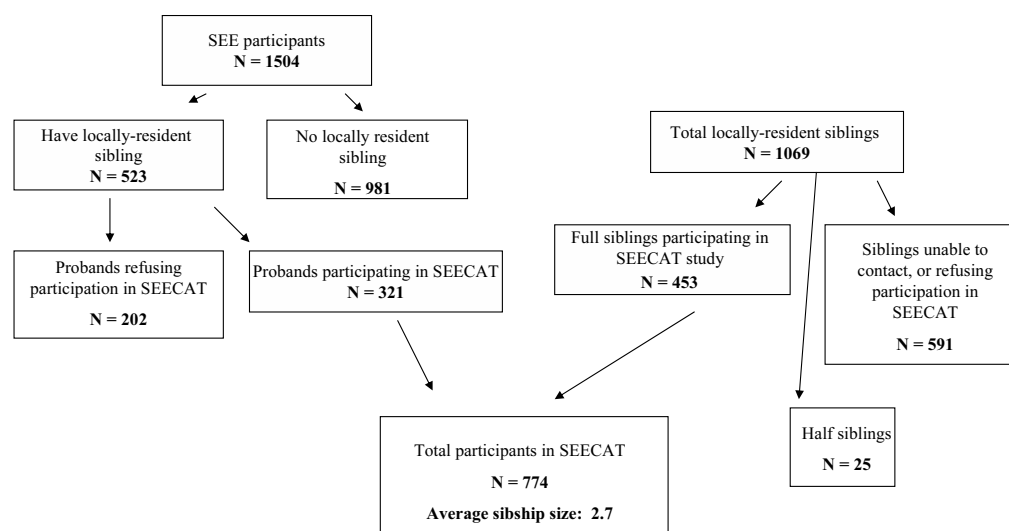 SEE participants
N = 1504
Have locally-resident
sibling
N = 523
No locally resident
sibling
N = 981
Total locally-resident siblings
N = 1069
Probands refusing
participation in SEECAT
N = 202
Probands participating in SEECAT
N = 321
Full siblings participating in
SEECAT study
N = 453
Siblings unable to
contact, or refusing
participation in
SEECAT
N = 591
Total participants in SEECAT
N = 774
Average sibship size: 2.7
Half siblings
N = 25